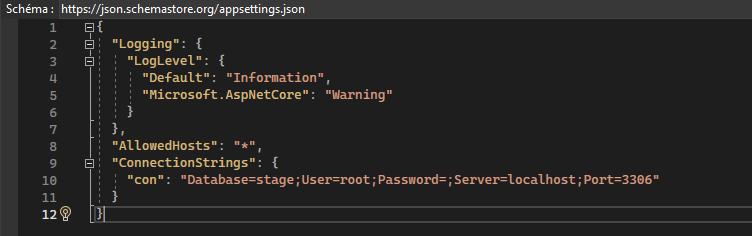 Schéma : https://json.schemastore.org/appsettings.json
1 {
2 "Logging": {
3 "LogLevel": {
4 "Default": "Information",
5 "Microsoft.AspNetCore": "Warning"
6 }
7 },
8 "AllowedHosts": "*",
9 "ConnectionStrings": {
10 "con": "Database=stage;User=root;Password=;Server=localhost;Port=3306"
11 }
12 }